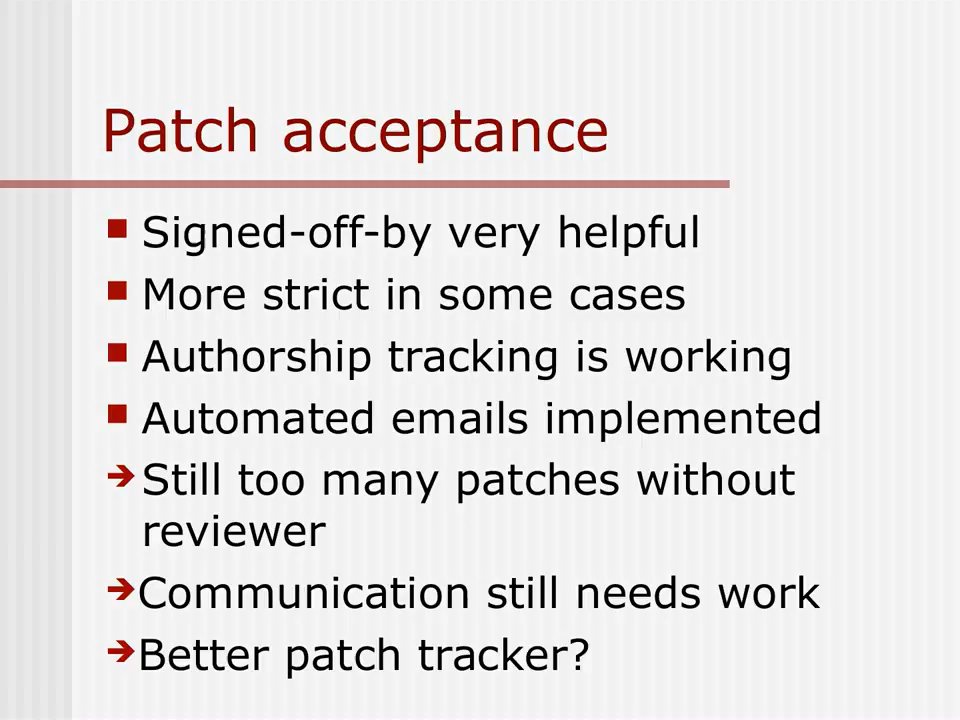 Patch acceptance
Signed-off-by very helpful
More strict in some cases
Authorship tracking is working
Automated emails implemented
Still too many patches without
reviewer
Communication still needs work
Better patch tracker?